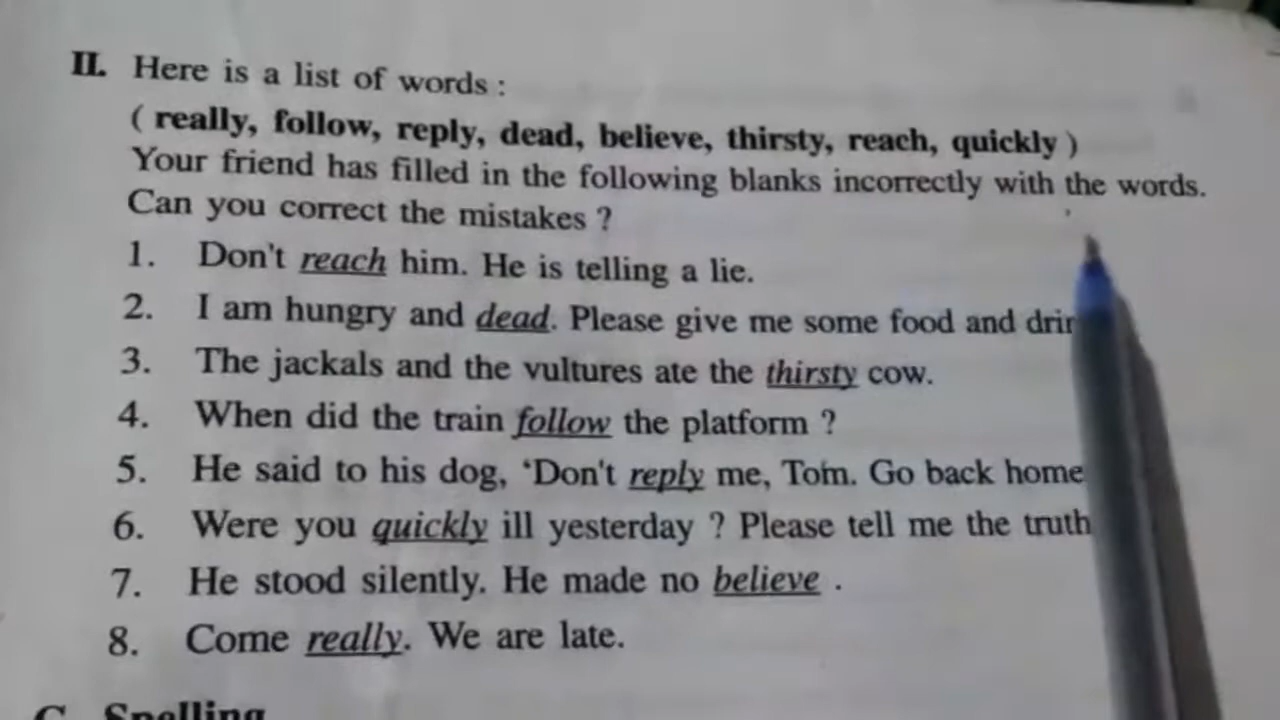 II. Here is a list of words :
( really, follow, reply, dead, believe, thirsty, reach, quickly )
Your friend has filled in the following blanks incorrectly with the words.
Can you correct the mistakes ?
1. Don't reach him. He is telling a lie.
2. I am hungry and dead. Please give me some food and
3. The jackals and the vultures ate the thirsty cow.
4. When did the train follow the platform ?
5. He said to his dog, ‘Don't reply me, Tom. Go back home
6. Were you quickly ill yesterday ? Please tell me the truth
7. He stood silently. He made no believe .
8. Come really. We are late.
C. Spelling